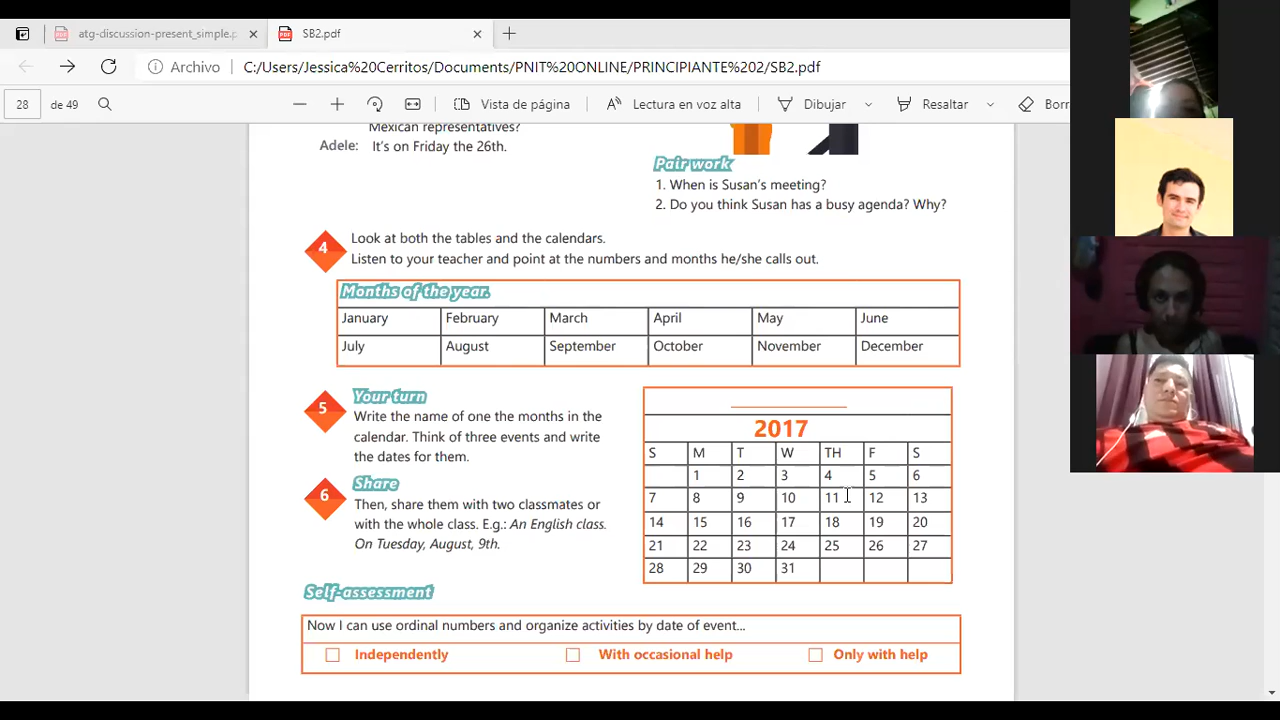 atg-discussion-present_simple.p
SB2.pdf
Archivo C:/Users/Jessica%20Cerritos/Documents/PNIT%20ONLINE/PRINCIPIANTE%202/SB2.pdf
28 de 49 Vista de página Lectura en voz alta Dibujar Resaltar Borr
Mexican representatives?
Adele: It's on Friday the 26th.
Pair work
1. When is Susan's meeting?
2. Do you think Susan has a busy agenda? Why?
4 Look at both the tables and the calendars.
Listen to your teacher and point at the numbers and months he/she calls out.
Months of the year.
January February March April May June
July August September October November December
5 Your turn
Write the name of one the months in the
calendar. Think of three events and write
the dates for them.
6 Share
Then, share them with two classmates or
with the whole class. E.g.: An English class.
On Tuesday, August, 9th.
2017
S M T W TH F S
1 2 3 4 5 6
7 8 9 10 11 12 13
14 15 16 17 18 19 20
21 22 23 24 25 26 27
28 29 30 31
Self-assessment
Now I can use ordinal numbers and organize activities by date of event...
Independently With occasional help Only with help